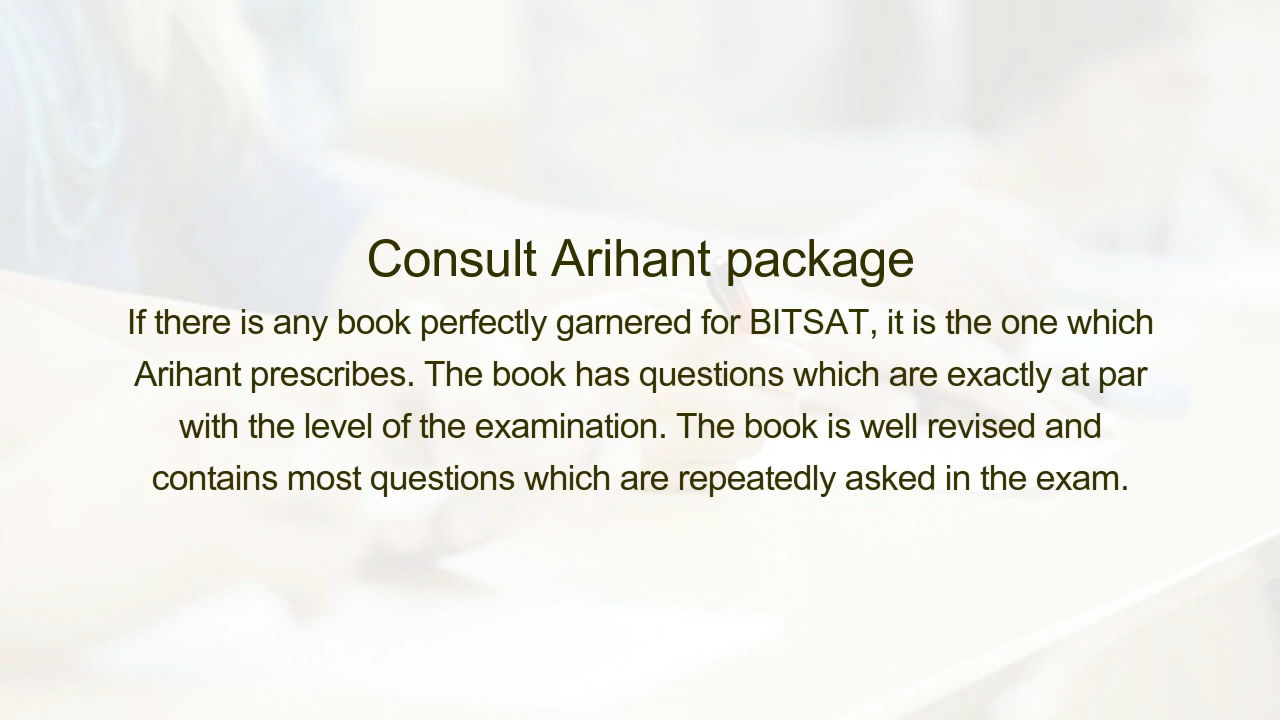 Consult Arihant package
If there is any book perfectly garnered for BITSAT, it is the one which
Arihant prescribes. The book has questions which are exactly at par
with the level of the examination. The book is well revised and
contains most questions which are repeatedly asked in the exam.